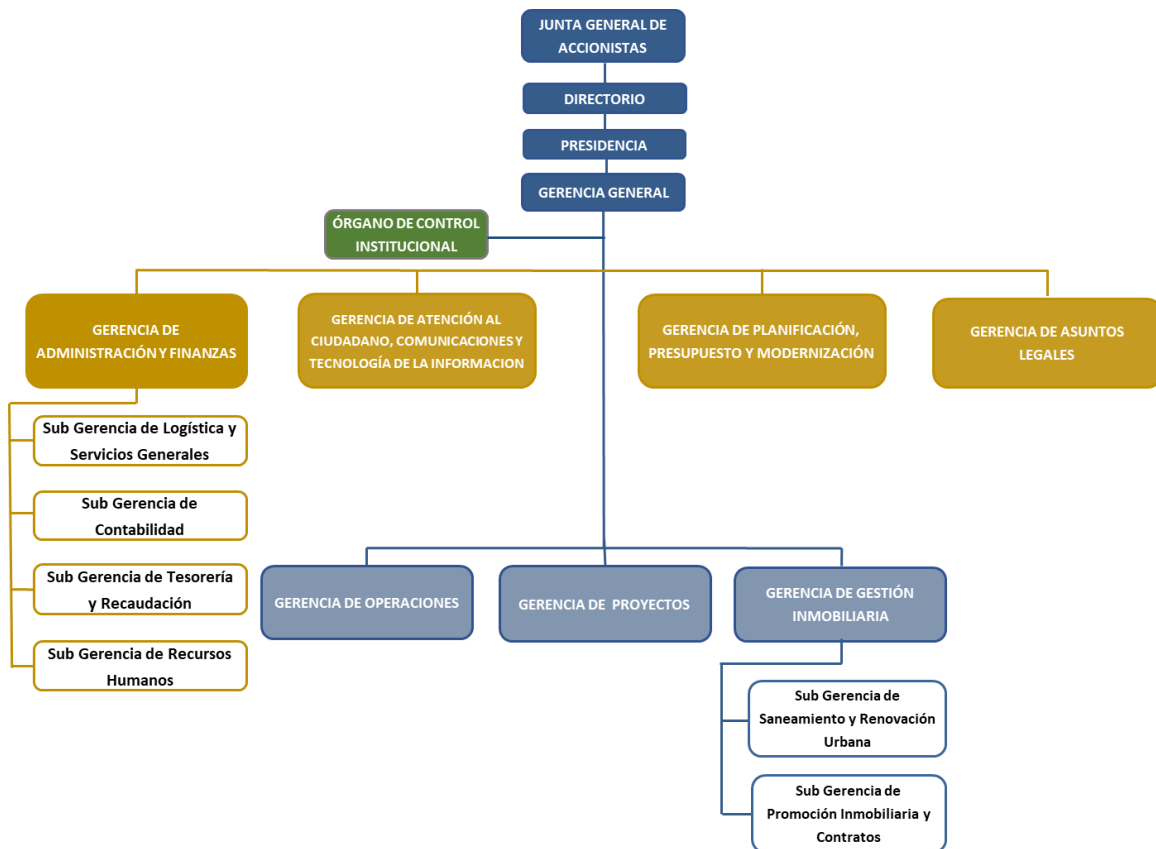 JUNTA GENERAL DE
ACCIONISTAS
DIRECTORIO
PRESIDENCIA
GERENCIA GENERAL
ÓRGANO DE CONTROL
INSTITUCIONAL
GERENCIA DE
ADMINISTRACIÓN Y FINANZAS
GERENCIA DE ATENCIÓN AL
CIUDADANO, COMUNICACIONES Y
TECNOLOGÍA DE LA INFORMACION
GERENCIA DE PLANIFICACIÓN,
PRESUPUESTO Y MODERNIZACIÓN
GERENCIA DE ASUNTOS
LEGALES
Sub Gerencia de Logística y
Servicios Generales
Sub Gerencia de
Contabilidad
Sub Gerencia de Tesorería
y Recaudación
Sub Gerencia de Recursos
Humanos
GERENCIA DE OPERACIONES
GERENCIA DE PROYECTOS
GERENCIA DE GESTIÓN
INMOBILIARIA
Sub Gerencia de
Saneamiento y Renovación
Urbana
Sub Gerencia de
Promoción Inmobiliaria y
Contratos